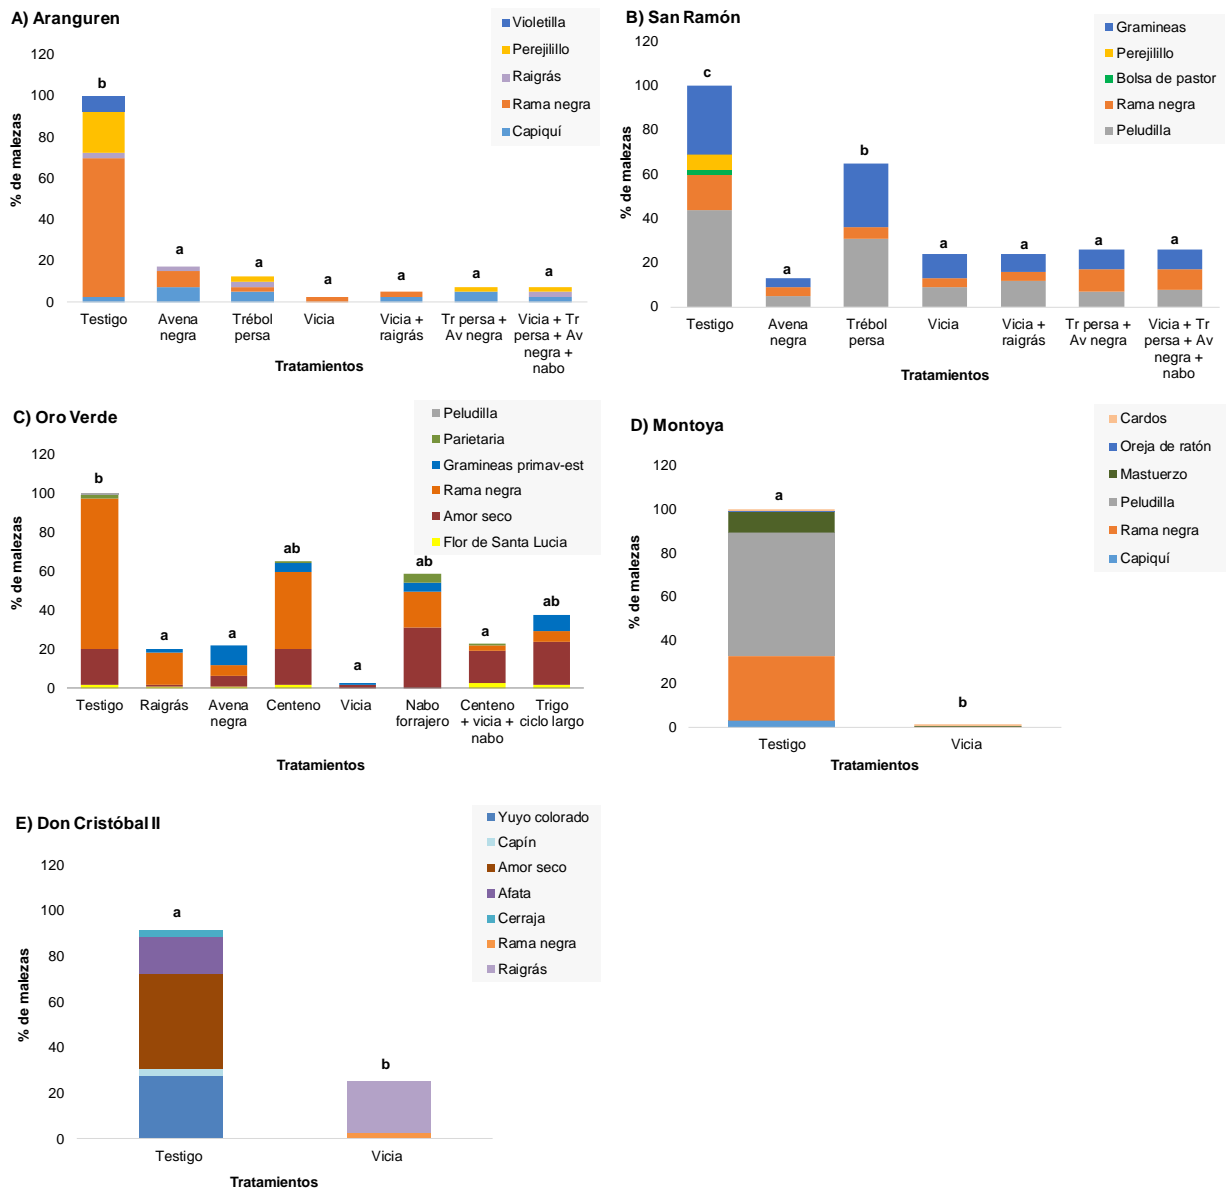 A) Aranguren
Violetilla
Perejilillo
Raigrás
Rama negra
Capiquí
% de malezas
120
100
80
60
40
20
0
b
a
a
a
a
a
a
Testigo
Avena negra
Trébol persa
Vicia
Vicia + raigrás
Tr persa + Av negra
Vicia + Tr persa + Av negra + nabo
Tratamientos
B) San Ramón
Gramineas
Perejilillo
Bolsa de pastor
Rama negra
Peludilla
% de malezas
120
100
80
60
40
20
0
c
a
b
a
a
a
a
Testigo
Avena negra
Trébol persa
Vicia
Vicia + raigrás
Tr persa + Av negra
Vicia + Tr persa + Av negra + nabo
Tratamientos
C) Oro Verde
Peludilla
Parietaria
Gramineas primav-est
Rama negra
Amor seco
Flor de Santa Lucia
% de malezas
120
100
80
60
40
20
0
b
a
a
ab
a
ab
a
ab
Testigo
Raigrás
Avena negra
Centeno
Vicia
Nabo forrajero
Centeno + vicia + nabo
Trigo ciclo largo
Tratamientos
D) Montoya
Cardos
Oreja de ratón
Mastuerzo
Peludilla
Rama negra
Capiquí
% de malezas
120
100
80
60
40
20
0
a
b
Testigo
Vicia
Tratamientos
E) Don Cristóbal II
Yuyo colorado
Capín
Amor seco
Afata
Cerraja
Rama negra
Raigrás
% de malezas
120
100
80
60
40
20
0
a
b
Testigo
Vicia
Tratamientos